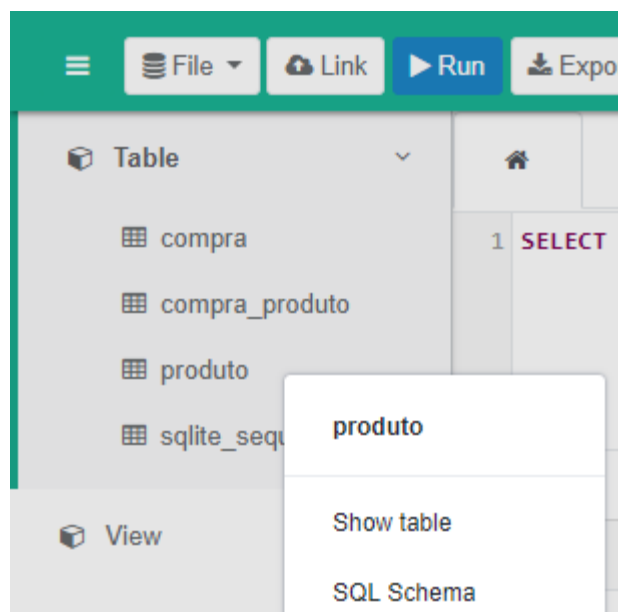 File Link Run Expo
Table
compra
1 SELECT
compra_produto
produto
sqlite_sequ
View
produto
Show table
SQL Schema